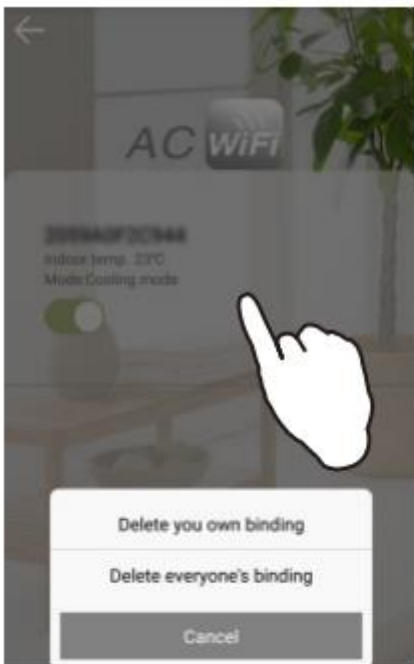 AC WiFi
Indoor temp. 23°C
Mode:Cooling mode
Delete you own binding
Delete everyone's binding
Cancel